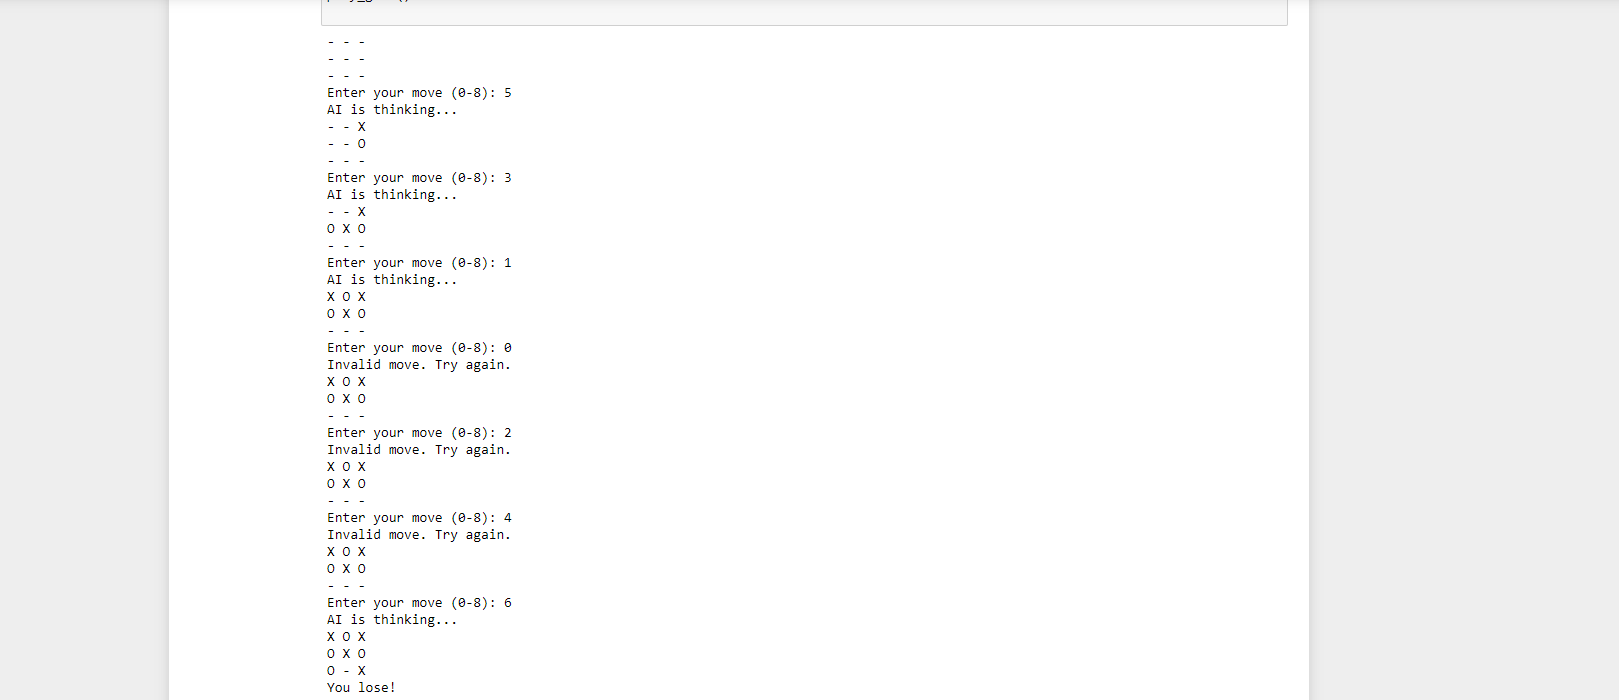 - - -
- - -
- - -
Enter your move (0-8): 5
AI is thinking...
- - X
- - O
- - -
Enter your move (0-8): 3
AI is thinking...
- - X
O X O
- - -
Enter your move (0-8): 1
AI is thinking...
X O X
O X O
- - -
Enter your move (0-8): 0
Invalid move. Try again.
X O X
O X O
- - -
Enter your move (0-8): 2
Invalid move. Try again.
X O X
O X O
- - -
Enter your move (0-8): 4
Invalid move. Try again.
X O X
O X O
- - -
Enter your move (0-8): 6
AI is thinking...
X O X
O X O
O - X
You lose!